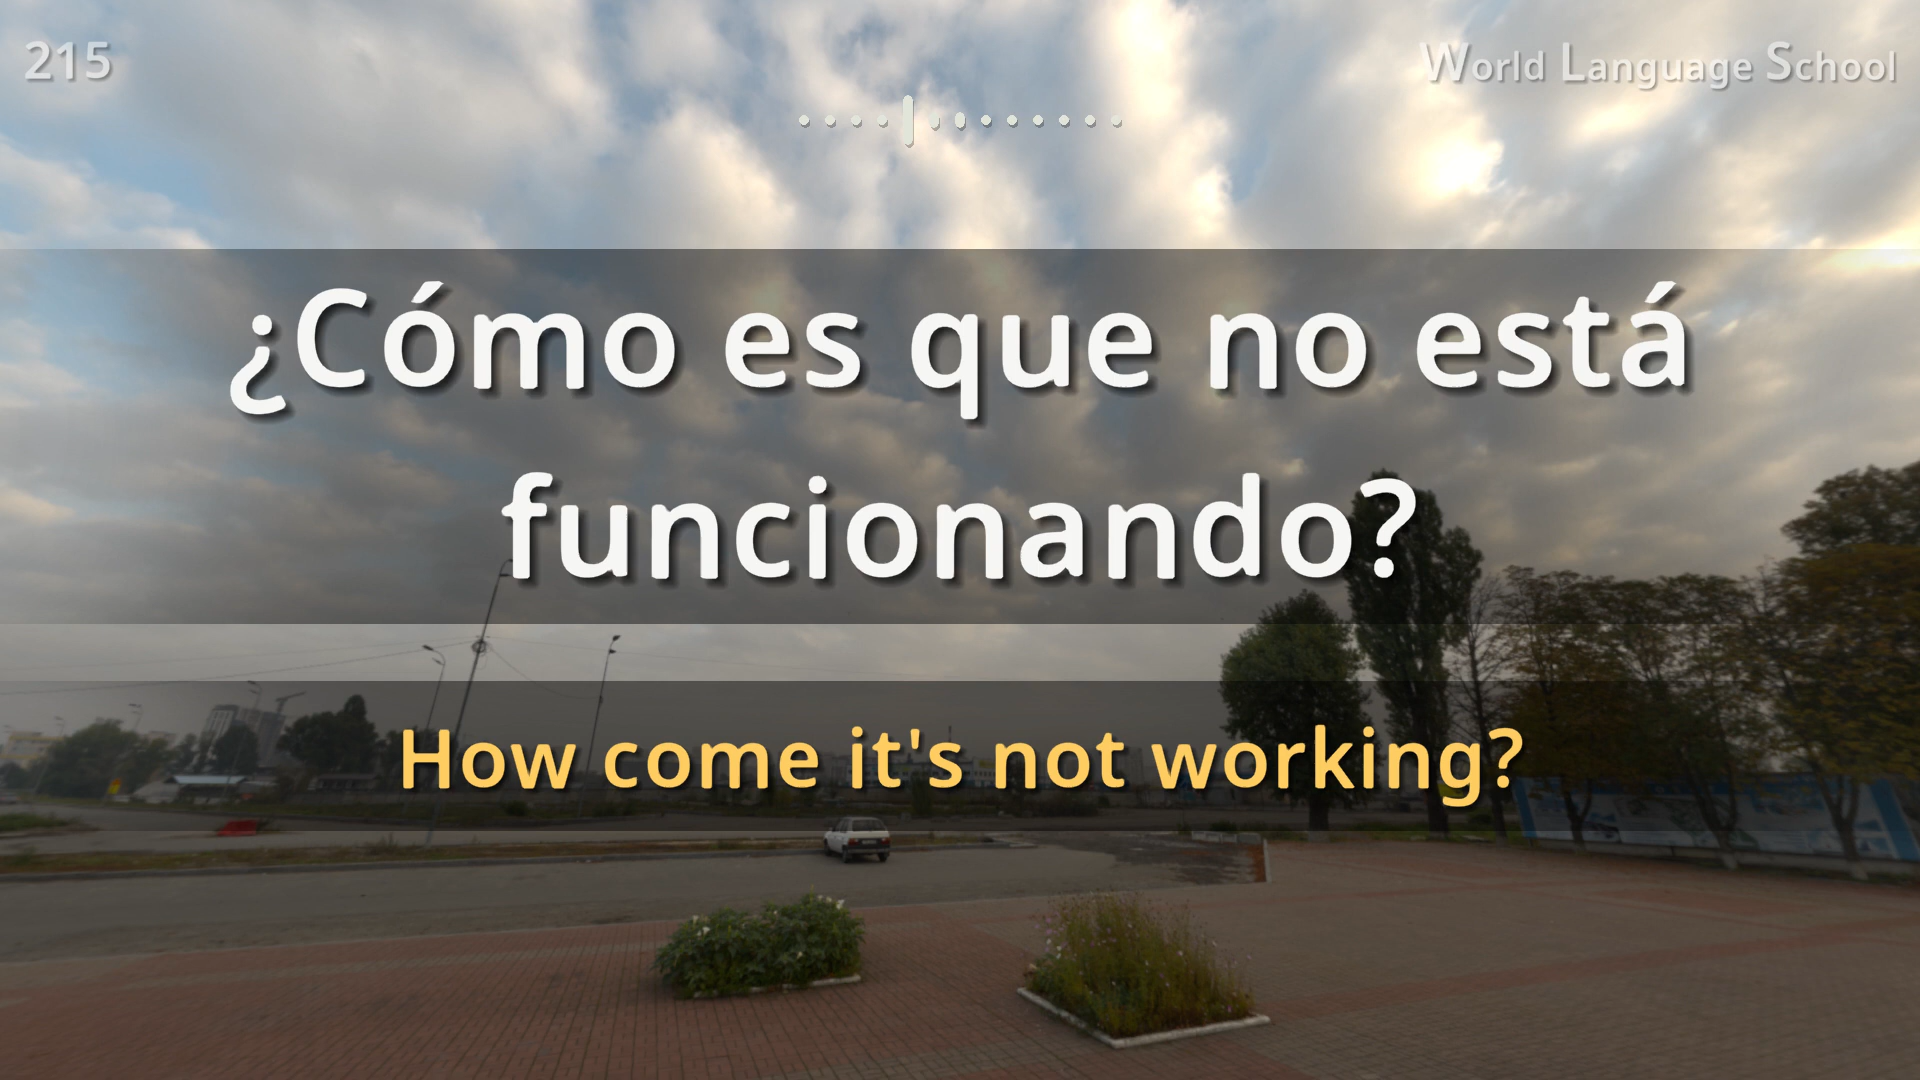 215
World Language School
¿Cómo es que no está
funcionando?
How come it's not working?